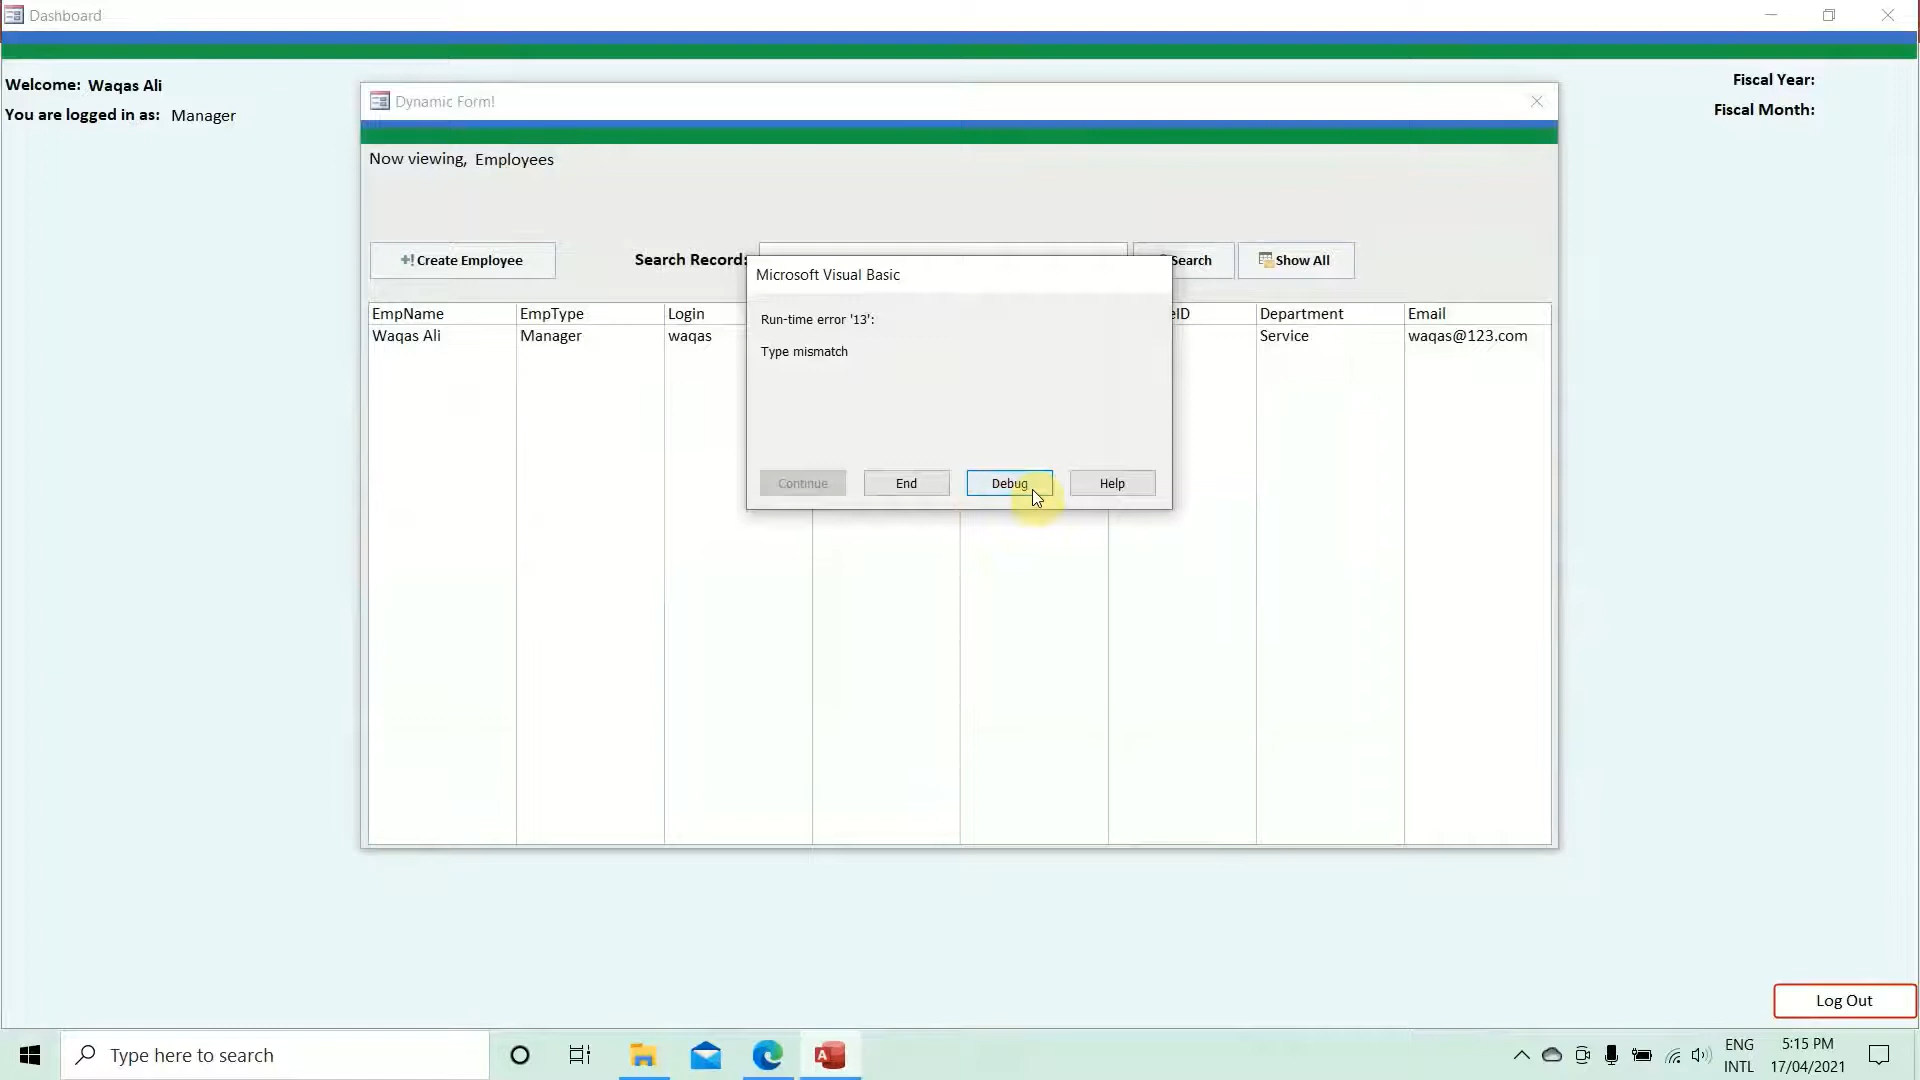 Dashboard
Welcome: Waqas Ali
You are logged in as: Manager
Fiscal Year:
Fiscal Month:
Dynamic Form!
Now viewing, Employees
+! Create Employee
Search Record:
Search
Show All
Microsoft Visual Basic
Run-time error '13':
Type mismatch
Continue
End
Debug
Help
EmpName EmpType Login eID Department Email
Waqas Ali Manager waqas Service waqas@123.com
Log Out
Type here to search
ENG
INTL
5:15 PM
17/04/2021